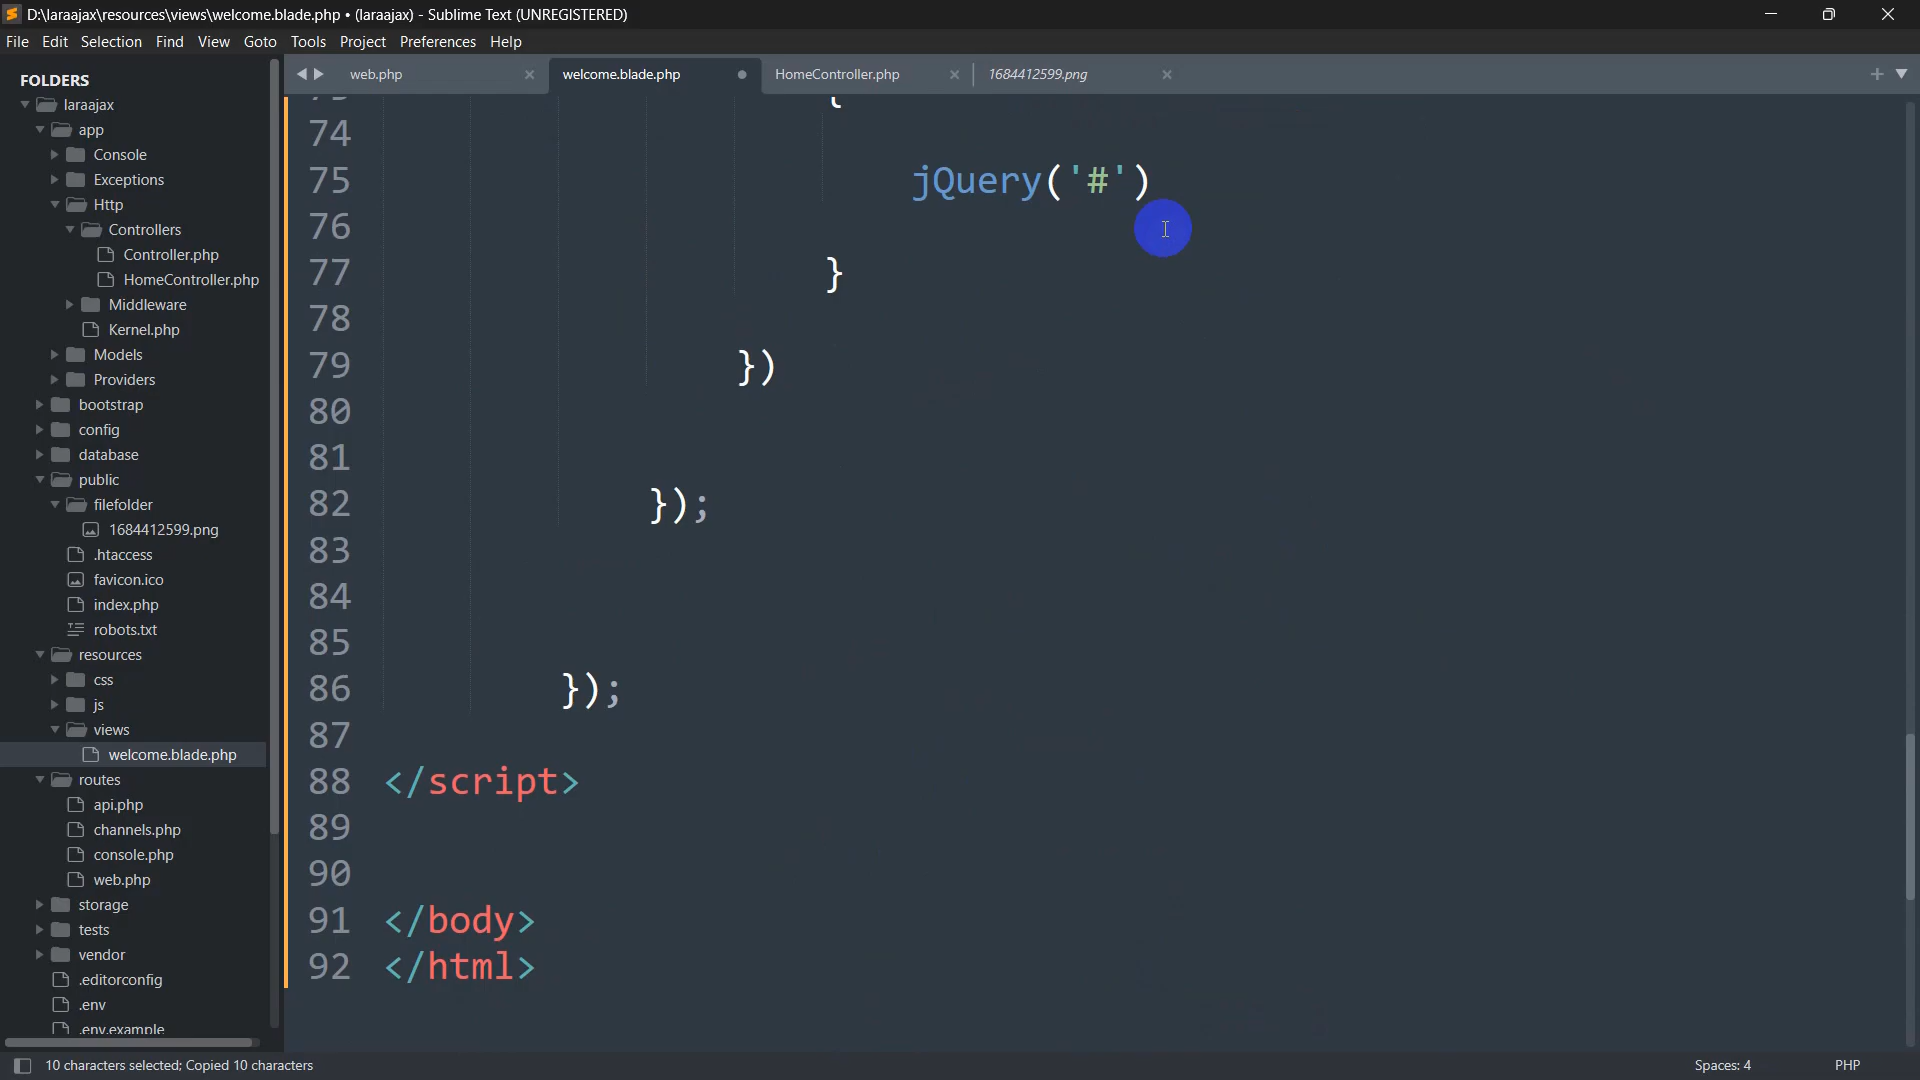 D:\laraajax\resources\views\welcome.blade.php • (laraajax) - Sublime Text (UNREGISTERED)
File Edit Selection Find View Goto Tools Project Preferences Help
FOLDERS
laraajax
app
Console
Exceptions
Http
Controllers
Controller.php
HomeController.php
Middleware
Kernel.php
Models
Providers
bootstrap
config
database
public
filefolder
1684412599.png
.htaccess
favicon.ico
index.php
robots.txt
resources
css
js
views
welcome.blade.php
routes
api.php
channels.php
console.php
web.php
storage
tests
vendor
.editorconfig
.env
.env.example
web.php welcome.blade.php HomeController.php 1684412599.png
{
74
75 jQuery('#')
76
77 }
78
79 })
80
81
82 });
83
84
85
86 });
87
88 </script>
89
90
91 </body>
92 </html>
10 characters selected; Copied 10 characters Spaces: 4 PHP